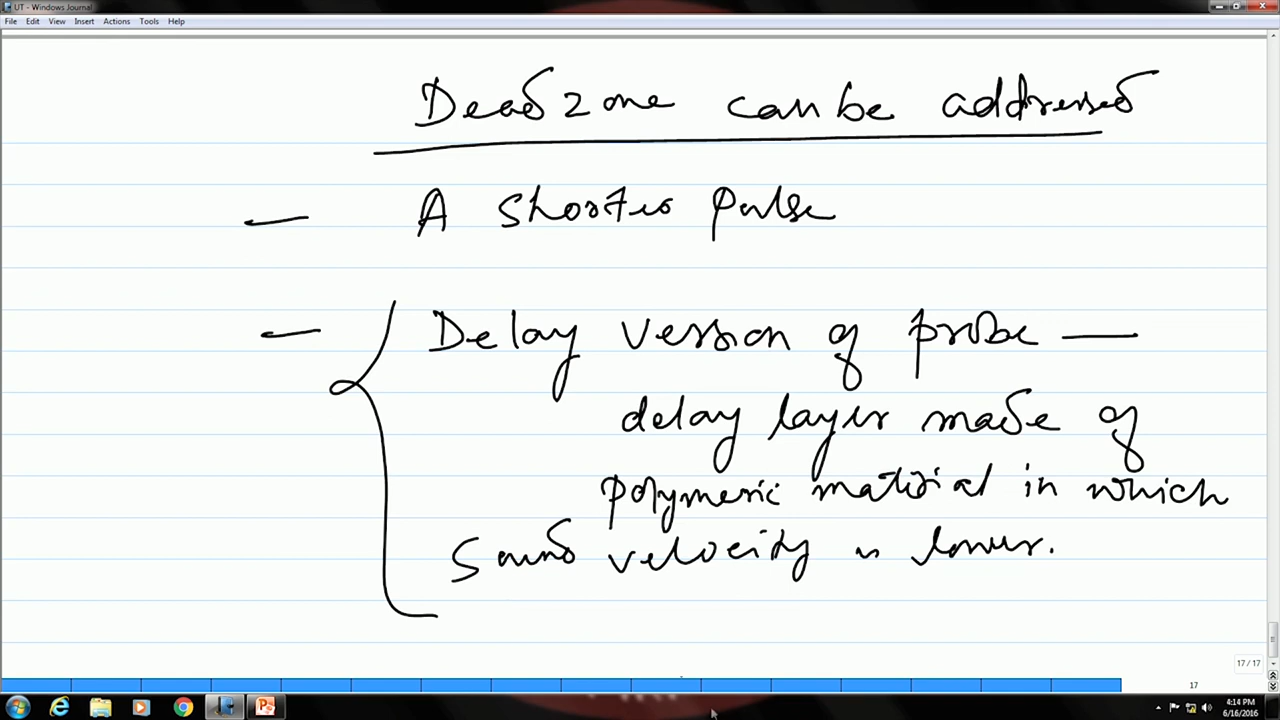 UT - Windows Journal
File Edit View Insert Actions Tools Help
Dead zone can be addressed
— A shorter pulse
— Delay version of probe —
delay layer made of
polymeric material in which
sound velocity is lower.
17 / 17
17
4:14 PM
6/16/2016